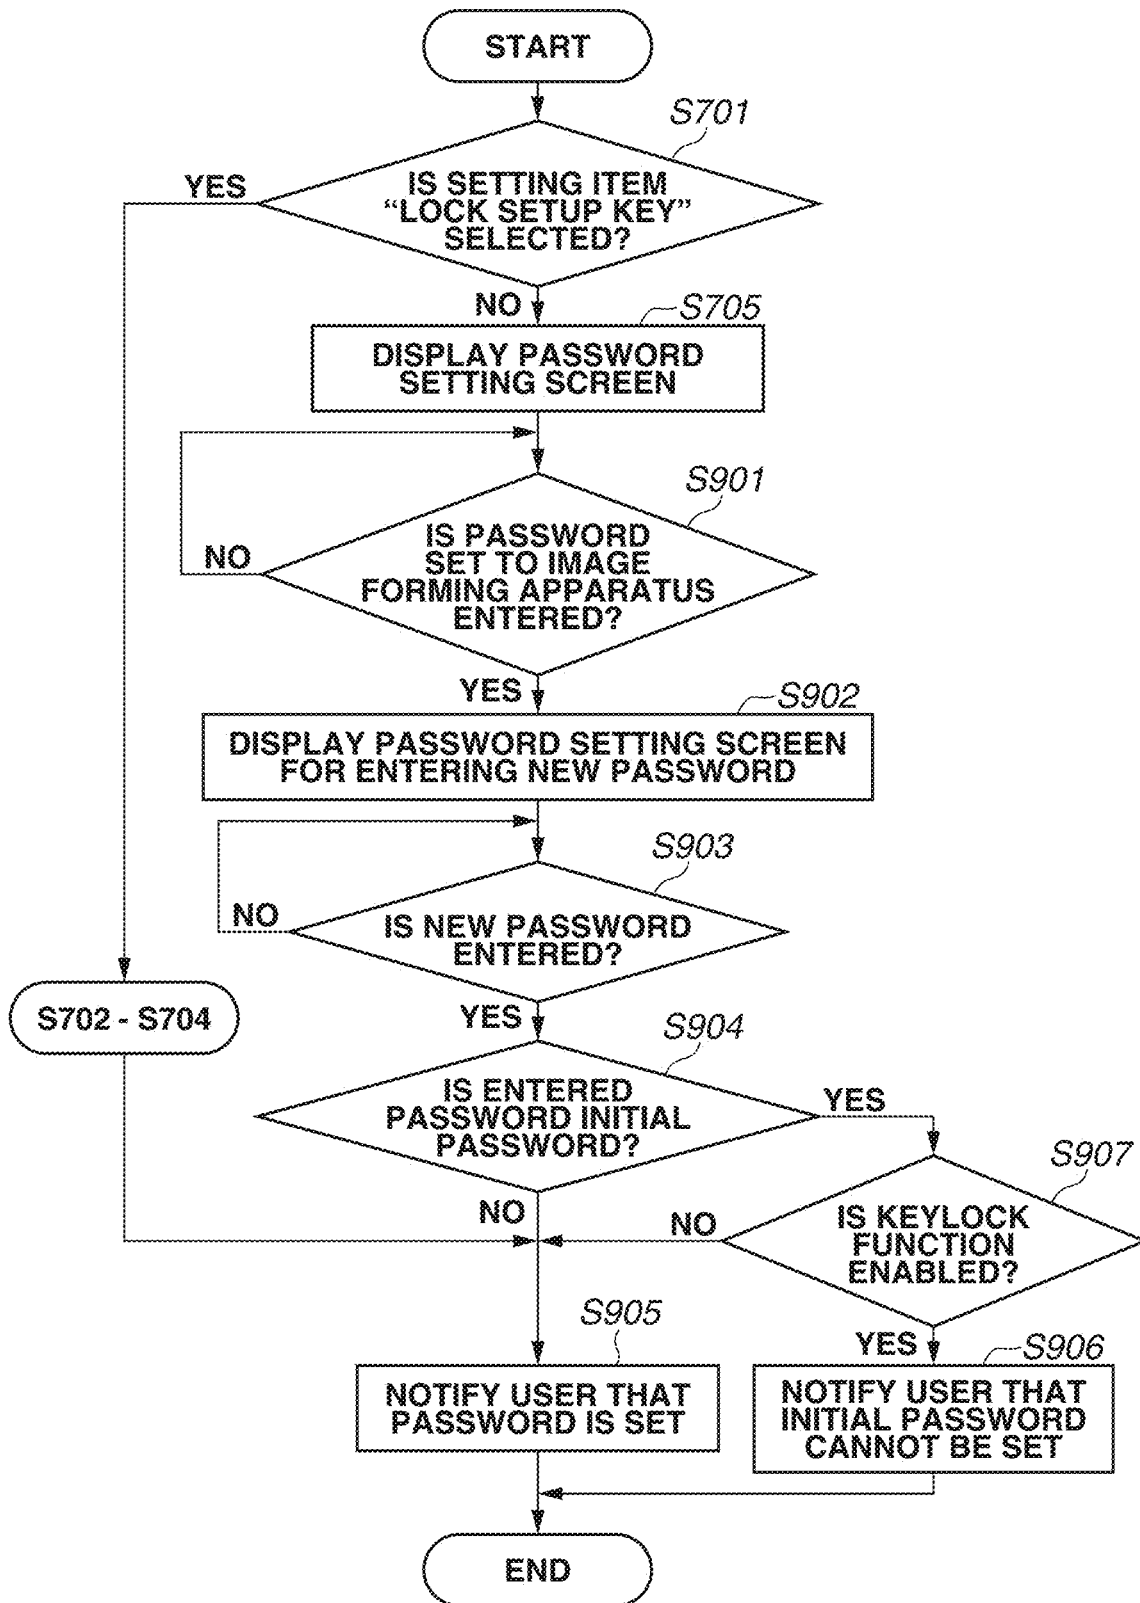 START
S701
IS SETTING ITEM
“LOCK SETUP KEY”
SELECTED?
YES
NO
S705
DISPLAY PASSWORD
SETTING SCREEN
S901
IS PASSWORD
SET TO IMAGE
FORMING APPARATUS
ENTERED?
NO
YES
S902
DISPLAY PASSWORD SETTING SCREEN
FOR ENTERING NEW PASSWORD
S903
IS NEW PASSWORD
ENTERED?
NO
YES
S702 - S704
S904
IS ENTERED
PASSWORD INITIAL
PASSWORD?
YES
NO
S907
IS KEYLOCK
FUNCTION
ENABLED?
NO
YES
S905
NOTIFY USER THAT
PASSWORD IS SET
S906
NOTIFY USER THAT
INITIAL PASSWORD
CANNOT BE SET
END